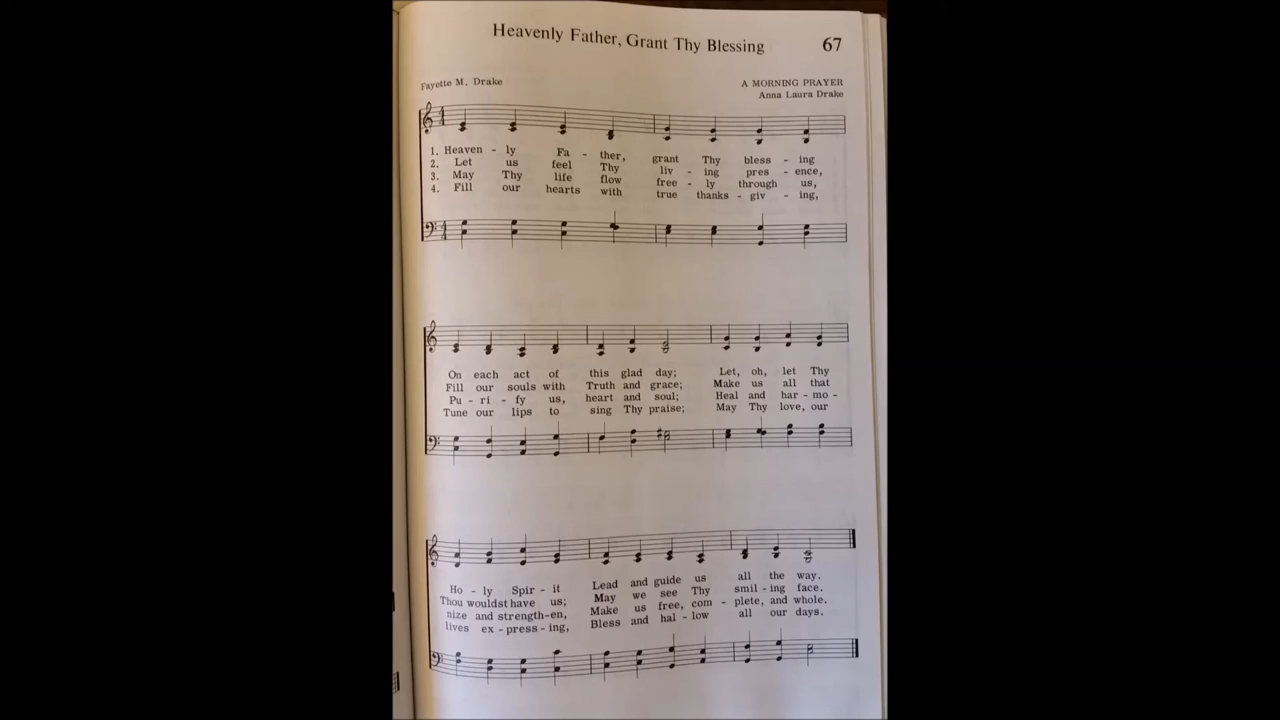 Heavenly Father, Grant Thy Blessing 67
Fayette M. Drake
A MORNING PRAYER
Anna Laura Drake
1. Heaven - ly Fa - ther, grant Thy bless - ing
2. Let us feel Thy liv - ing pres - ence,
3. May Thy life flow free - ly through us,
4. Fill our hearts with true thanks - giv - ing,
On each act of this glad day; Let, oh, let Thy
Fill our souls with Truth and grace; Make us all that
Pu - ri - fy us, heart and soul; Heal and har - mo -
Tune our lips to sing Thy praise; May Thy love, our
Ho - ly Spir - it Lead and guide us all the way.
Thou wouldst have us; May we see Thy smil - ing face.
nize and strength - en, Make us free, com - plete, and whole.
lives ex - press - ing, Bless and hal - low all our days.